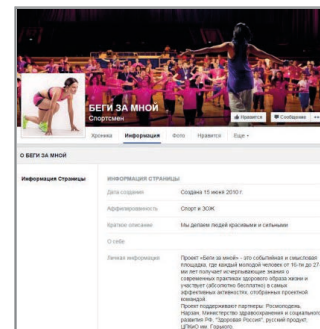 БЕГИ ЗА МНОЙ
Спортсмен
Нравится
Сообщение
Хроника Информация Фото Нравится Еще
О БЕГИ ЗА МНОЙ
Информация Страницы
ИНФОРМАЦИЯ СТРАНИЦЫ
Дата создания Создана 15 июня 2010 г.
Аффилированность Спорт и ЗОЖ
Краткое описание Мы делаем людей красивыми и сильными
О себе
Личная информация Проект «Беги за мной» - это событийная и смысловая
площадка, где каждый молодой человек от 16-ти до 27-
ми лет получает исчерпывающие знания о
современных практиках здорового образа жизни и
участвует (абсолютно бесплатно) в самых
эффективных активностях, отобранных проектной
командой.
Проект поддерживают партнеры: Росмолодежь,
Нарзан, Министерство здравоохранения и социального
развития РФ, "Здоровая Россия", русский продукт,
ЦПКиО им. Горького.